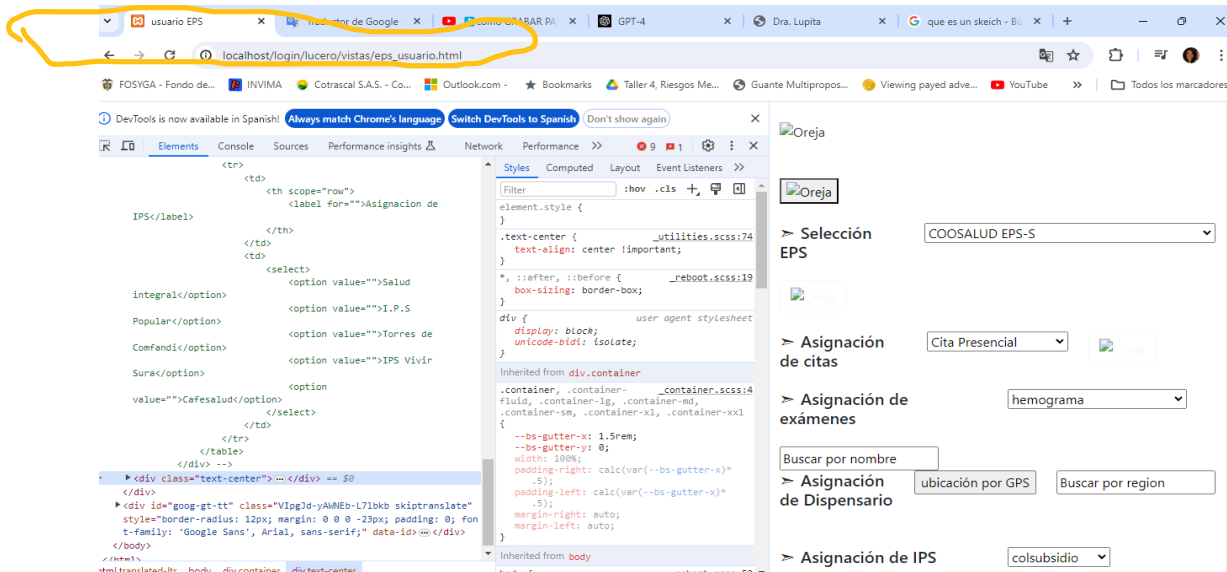 usuario EPS
Traductor de Google
como GRABAR PA
GPT-4
Dra. Lupita
que es un skeich - Bú
localhost/login/lucero/vistas/eps_usuario.html
FOSYGA - Fondo de...
INVIMA
Cotrascal S.A.S. - Co...
Outlook.com -
Bookmarks
Taller 4, Riesgos Me...
Guante Multipropos...
Viewing payed adve...
YouTube
Todos los marcadores
DevTools is now available in Spanish!
Always match Chrome's language
Switch DevTools to Spanish
Don't show again
Elements
Console
Sources
Performance insights
Network
Performance
9
1
<tr>
<td>
<th scope="row">
<label for="">Asignacion de
IPS</label>
</th>
</td>
<td>
<select>
<option value="">Salud
integral</option>
<option value="">I.P.S
Popular</option>
<option value="">Torres de
Comfandi</option>
<option value="">IPS Vivir
Sura</option>
<option
value="">Cafesalud</option>
</select>
</td>
</tr>
</table>
</div> -->
<div class="text-center"> … </div> == $0
</div>
<div id="goog-gt-tt" class="VIpgJd-yAWNEb-L7lbkb skiptranslate"
style="border-radius: 12px; margin: 0 0 0 -23px; padding: 0; fon
t-family: 'Google Sans', Arial, sans-serif;" data-id> … </div>
</body>
</html>
html.translated-ltr
body
div.container
div.text-center
Styles
Computed
Layout
Event Listeners
Filter
:hov
.cls
element.style {
}
.text-center {
_utilities.scss:74
text-align: center !important;
}
*, ::after, ::before {
_reboot.scss:19
box-sizing: border-box;
}
div {
user agent stylesheet
display: block;
unicode-bidi: isolate;
}
Inherited from div.container
.container, .container-
_container.scss:4
fluid, .container-lg, .container-md,
.container-sm, .container-xl, .container-xxl
{
--bs-gutter-x: 1.5rem;
--bs-gutter-y: 0;
width: 100%;
padding-right: calc(var(--bs-gutter-x)*
.5);
padding-left: calc(var(--bs-gutter-x)*
.5);
margin-right: auto;
margin-left: auto;
}
Inherited from body
Oreja
Oreja
➣ Selección
EPS
COOSALUD EPS-S
Oreja
➣ Asignación
de citas
Cita Presencial
Oreja
➣ Asignación de
exámenes
hemograma
Buscar por nombre
➣ Asignación
de Dispensario
ubicación por GPS
Buscar por region
➣ Asignación de IPS
colsubsidio